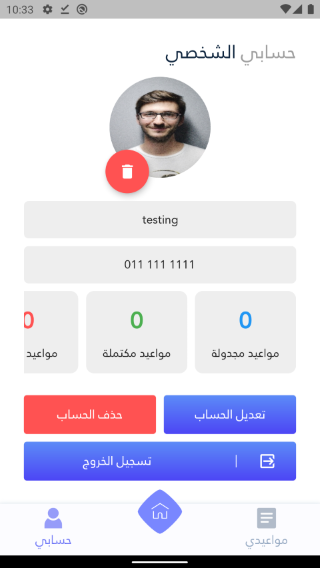 10:33
حسابي الشخصي
testing
011 111 1111
0
0
0
مواعيد مجدولة
مواعيد مكتملة
مواعيد
تعديل الحساب
حذف الحساب
تسجيل الخروج
مواعيدي
حسابي